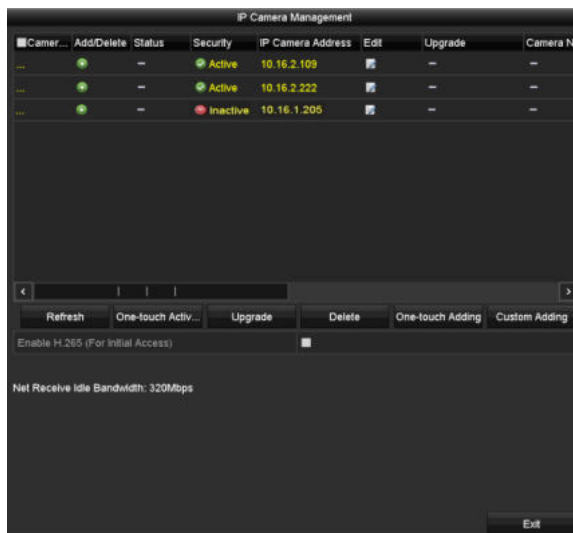 IP Camera Management
Camer... Add/Delete Status Security IP Camera Address Edit Upgrade Camera N
... – Active 10.16.2.109 – –
... – Active 10.16.2.222 – –
... – Inactive 10.16.1.205 – –
Refresh One-touch Activ... Upgrade Delete One-touch Adding Custom Adding
Enable H.265 (For Initial Access)
Net Receive Idle Bandwidth: 320Mbps
Exit